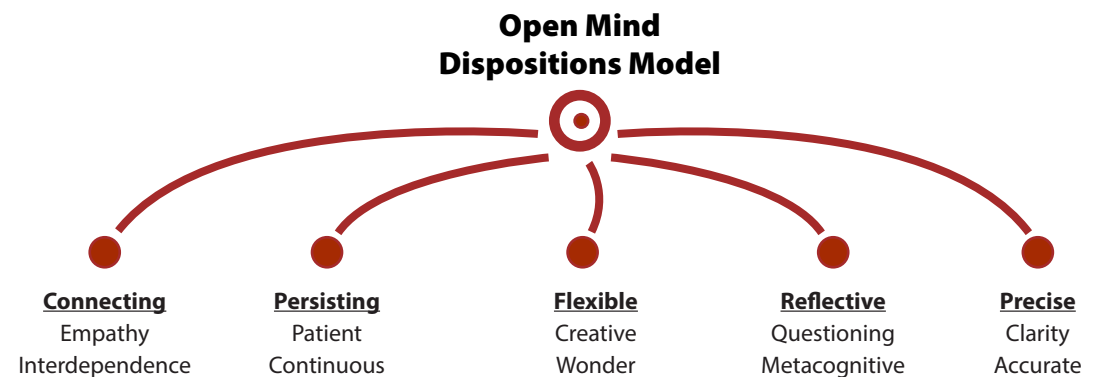 Open Mind
Dispositions Model
Connecting
Empathy
Interdependence
Persisting
Patient
Continuous
Flexible
Creative
Wonder
Reflective
Questioning
Metacognitive
Precise
Clarity
Accurate